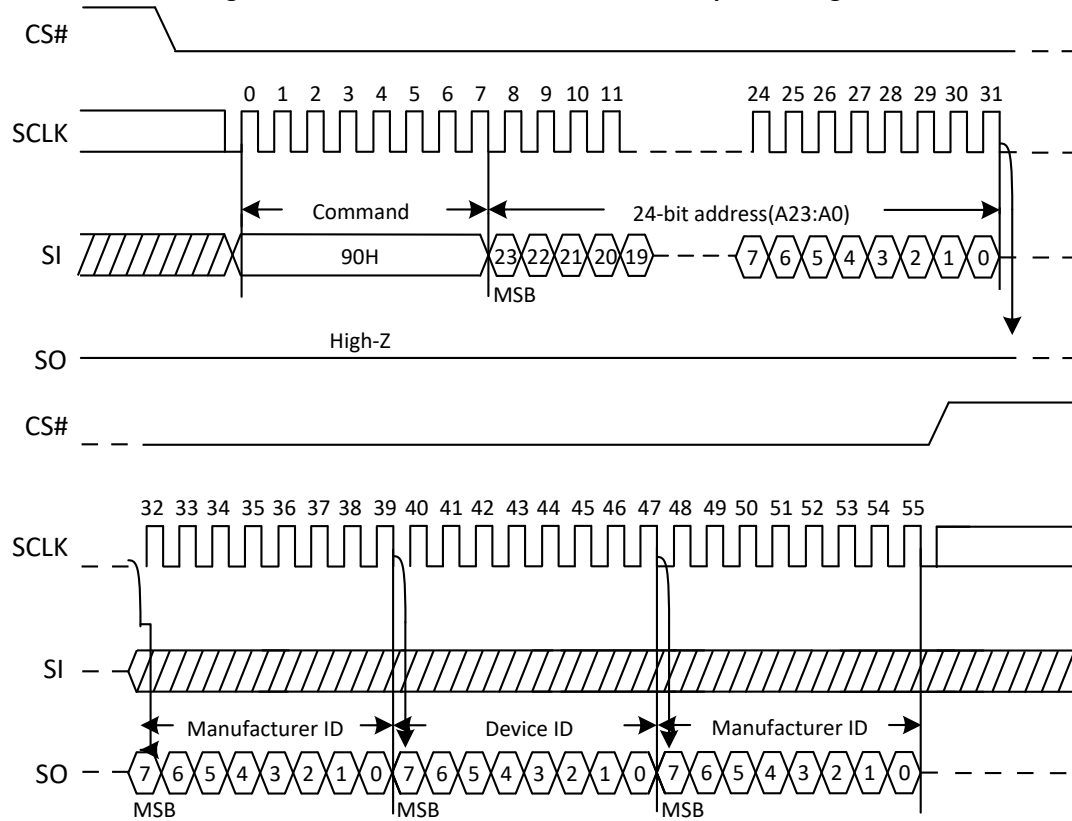 CS#
0 1 2 3 4 5 6 7 8 9 10 11 24 25 26 27 28 29 30 31
SCLK
Command 24-bit address(A23:A0)
SI 90H 23 22 21 20 19 7 6 5 4 3 2 1 0
MSB
High-Z
SO
CS#
32 33 34 35 36 37 38 39 40 41 42 43 44 45 46 47 48 49 50 51 52 53 54 55
SCLK
SI
Manufacturer ID Device ID Manufacturer ID
SO 7 6 5 4 3 2 1 0 7 6 5 4 3 2 1 0 7 6 5 4 3 2 1 0
MSB MSB MSB